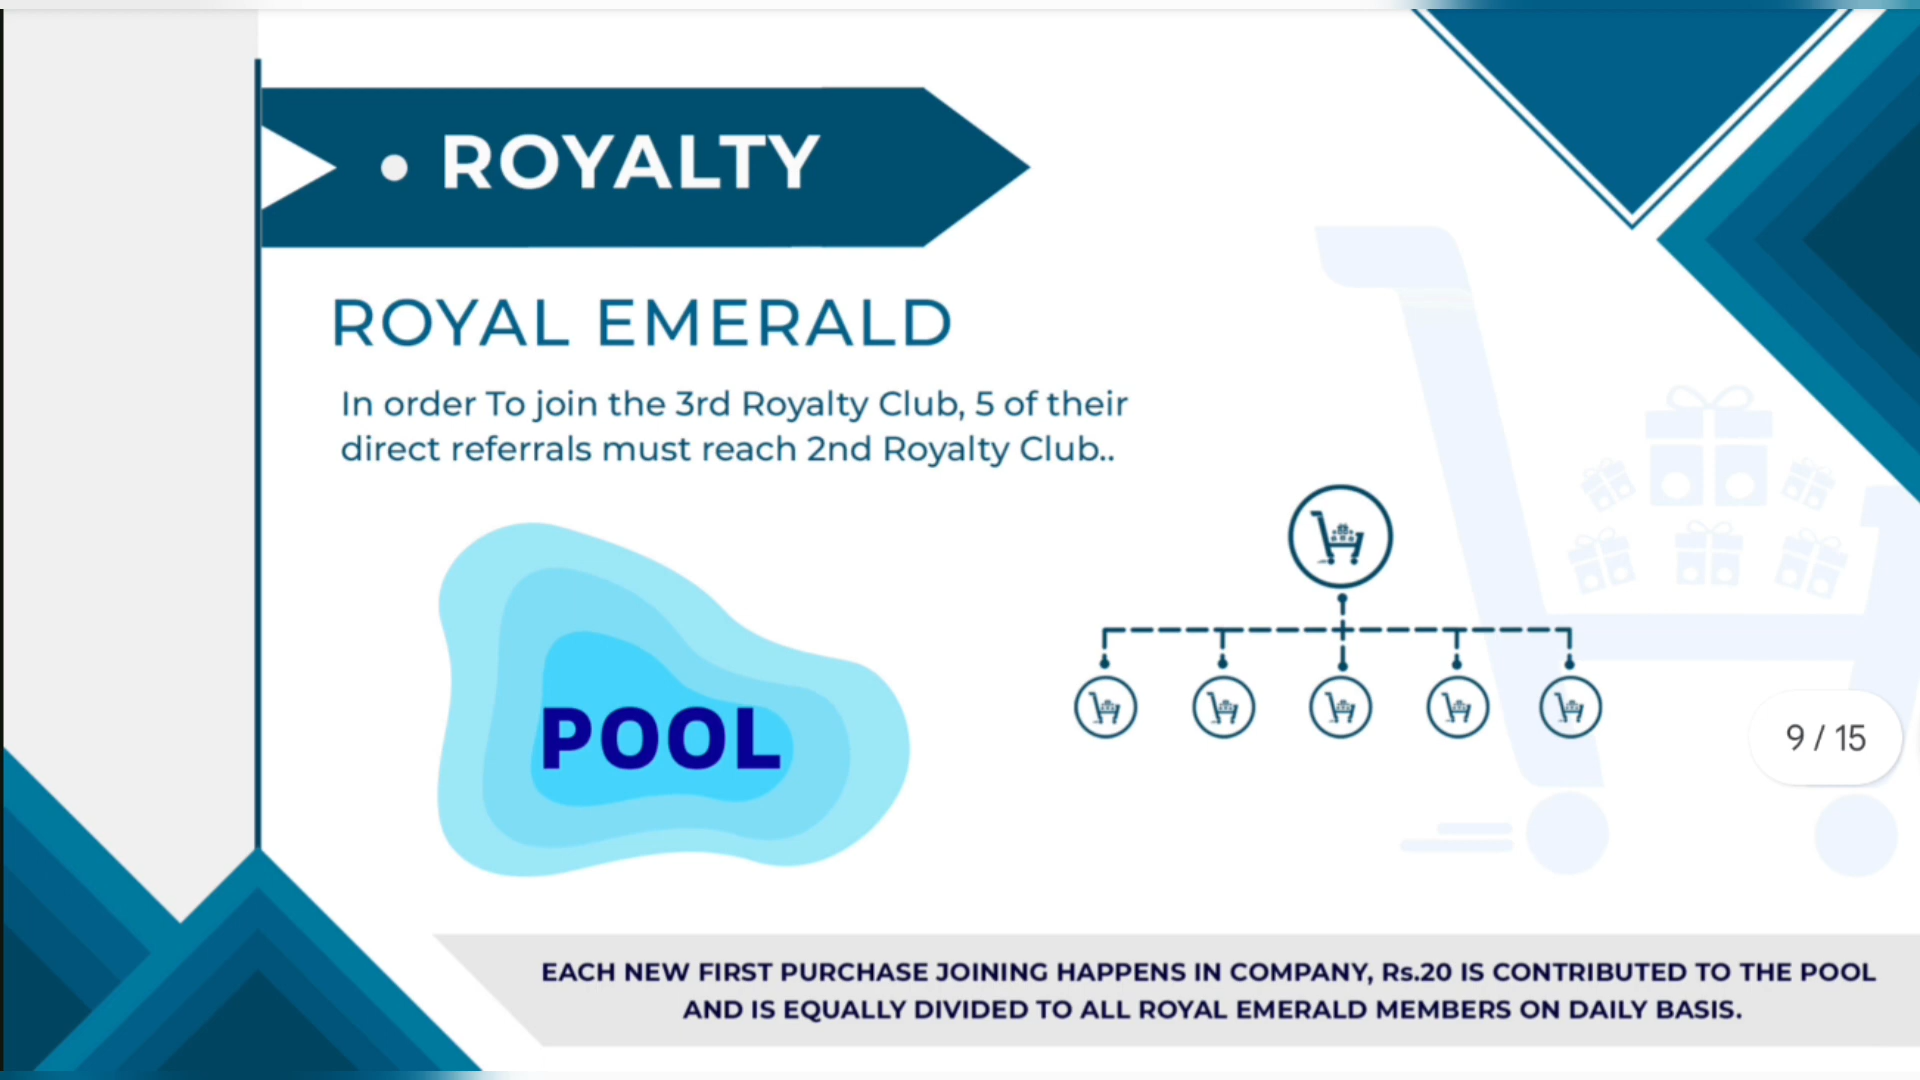 • ROYALTY
ROYAL EMERALD
In order To join the 3rd Royalty Club, 5 of their
direct referrals must reach 2nd Royalty Club..
POOL
9 / 15
EACH NEW FIRST PURCHASE JOINING HAPPENS IN COMPANY, Rs.20 IS CONTRIBUTED TO THE POOL
AND IS EQUALLY DIVIDED TO ALL ROYAL EMERALD MEMBERS ON DAILY BASIS.